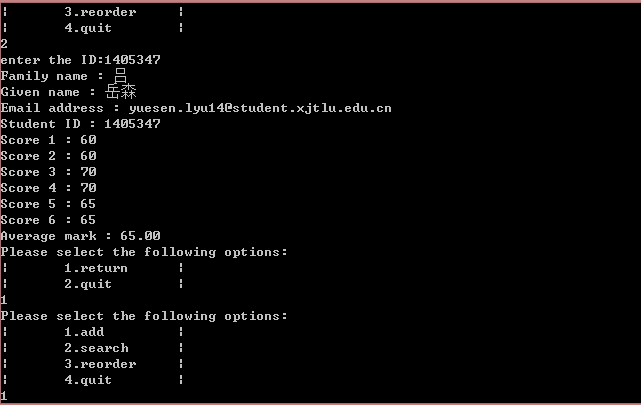 ¦ 3.reorder ¦
¦ 4.quit ¦
2
enter the ID:1405347
Family name : 吕
Given name : 岳森
Email address : yuesen.lyu14@student.xjtlu.edu.cn
Student ID : 1405347
Score 1 : 60
Score 2 : 60
Score 3 : 70
Score 4 : 70
Score 5 : 65
Score 6 : 65
Average mark : 65.00
Please select the following options:
¦ 1.return ¦
¦ 2.quit ¦
1
Please select the following options:
¦ 1.add ¦
¦ 2.search ¦
¦ 3.reorder ¦
¦ 4.quit ¦
1